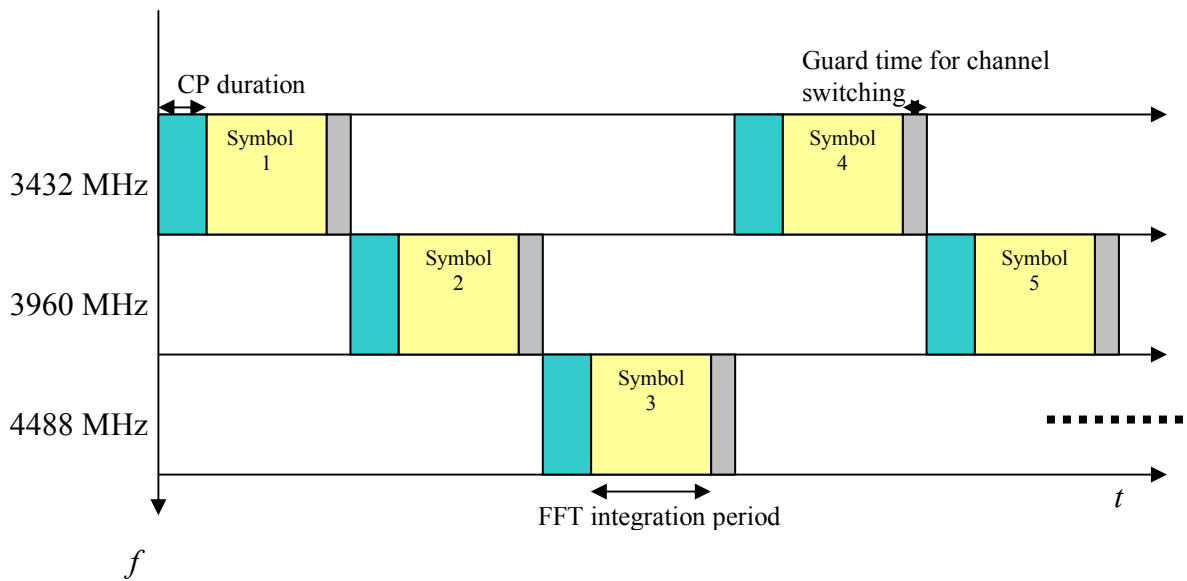 CP duration
Guard time for channel
switching
3432 MHz
Symbol
1
Symbol
4
3960 MHz
Symbol
2
Symbol
5
4488 MHz
Symbol
3
FFT integration period
t
f